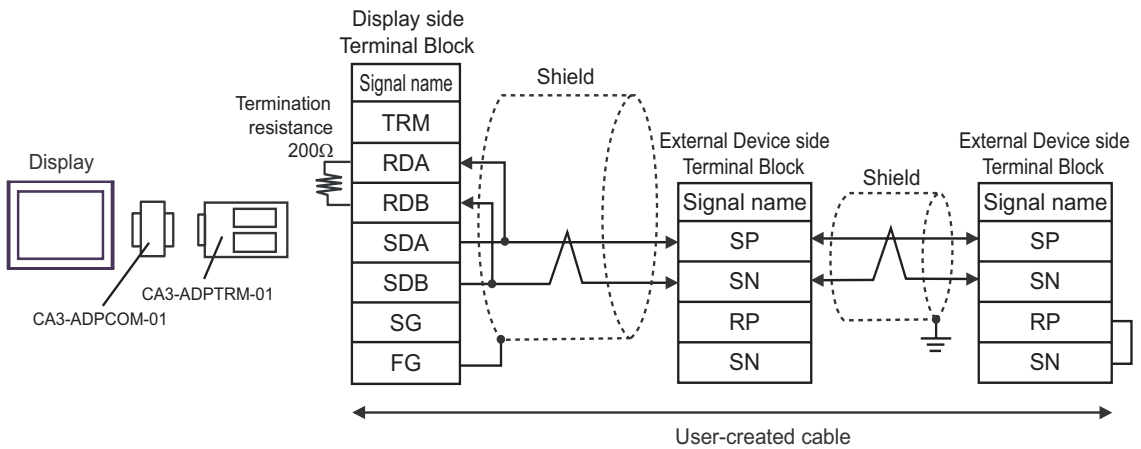 Display side
Terminal Block
Signal name
TRM
RDA
RDB
SDA
SDB
SG
FG
Termination
resistance
200Ω
Display
CA3-ADPTRM-01
CA3-ADPCOM-01
Shield
External Device side
Terminal Block
Signal name
SP
SN
RP
SN
Shield
External Device side
Terminal Block
Signal name
SP
SN
RP
SN
User-created cable